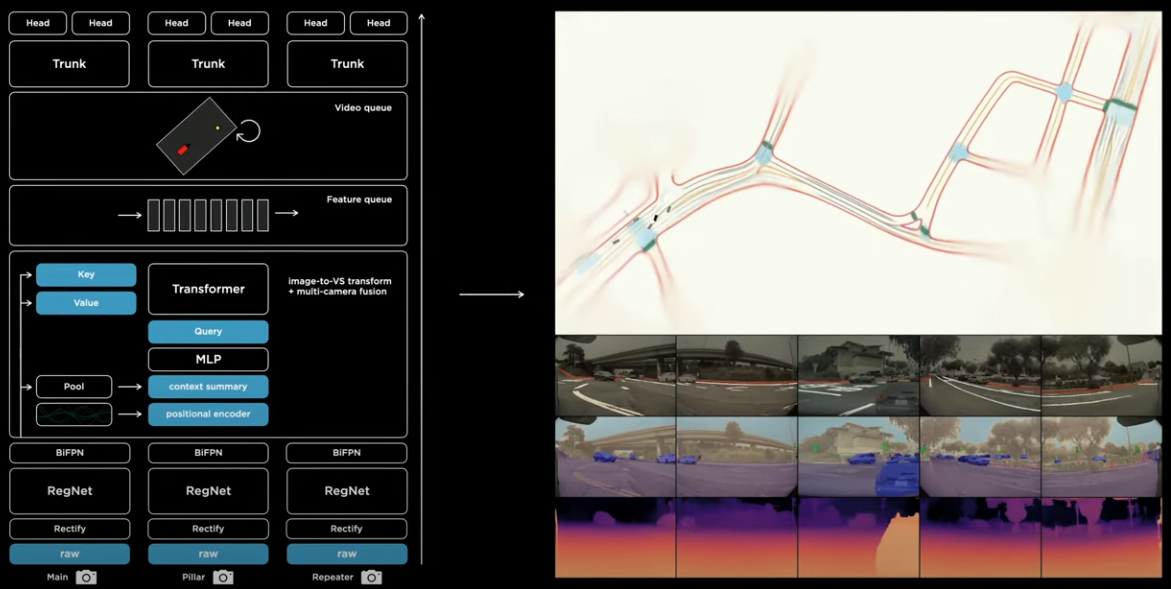 Head Head Head Head Head Head
Trunk Trunk Trunk
Video queue
Feature queue
Key
Value
Transformer
image-to-VS transform
+ multi-camera fusion
Query
MLP
Pool
context summary
positional encoder
BiFPN BiFPN BiFPN
RegNet RegNet RegNet
Rectify Rectify Rectify
raw raw raw
Main Pillar Repeater